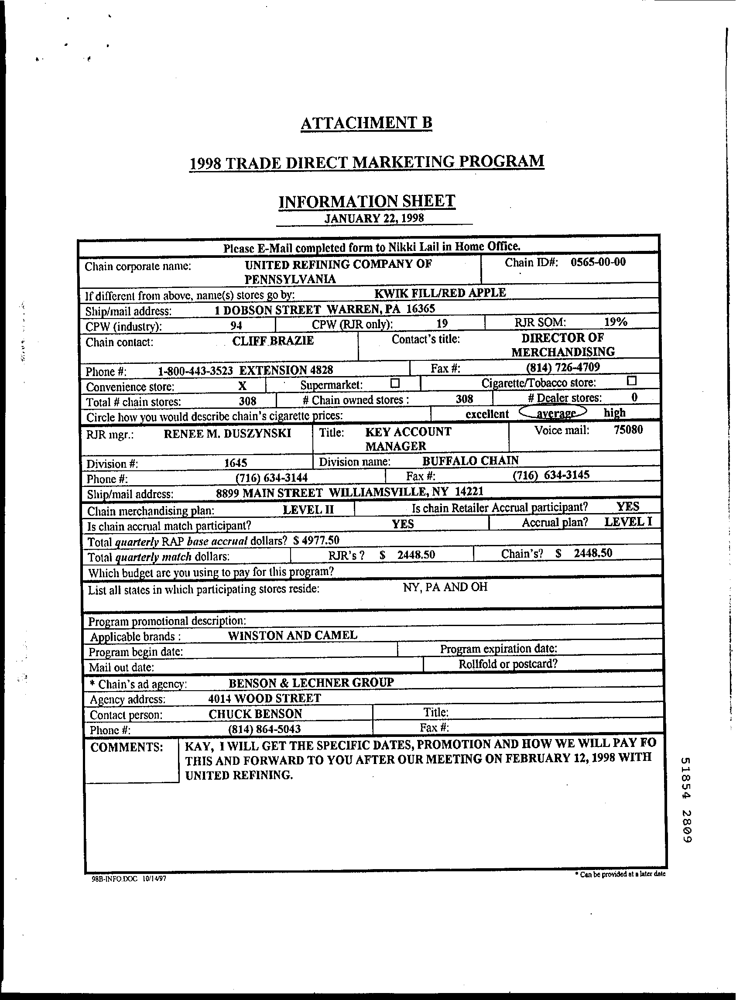 ATTACHMENT B
1998 TRADE DIRECT MARKETING PROGRAM
INFORMATION SHEET
JANUARY 22, 1998
Please E-Mail completed form to Nikki Lail in Home Office.
Chain corporate name: UNITED REFINING COMPANY OF PENNSYLVANIA Chain ID#: 0565-00-00
If different from above, name(s) stores go by: KWIK FILL/RED APPLE
Ship/mail address: 1 DOBSON STREET WARREN, PA 16365
CPW (industry): 94 CPW (RJR only): 19 RJR SOM: 19%
Chain contact: CLIFF BRAZIE Contact's title: DIRECTOR OF MERCHANDISING
Phone #: 1-800-443-3523 EXTENSION 4828 Fax #: (814) 726-4709
Convenience store: X Supermarket: ☐ Cigarette/Tobacco store: ☐
Total # chain stores: 308 # Chain owned stores : 308 # Dealer stores: 0
Circle how you would describe chain's cigarette prices: excellent average high
RJR mgr.: RENEE M. DUSZYNSKI Title: KEY ACCOUNT MANAGER Voice mail: 75080
Division #: 1645 Division name: BUFFALO CHAIN
Phone #: (716) 634-3144 Fax #: (716) 634-3145
Ship/mail address: 8899 MAIN STREET WILLIAMSVILLE, NY 14221
Chain merchandising plan: LEVEL II Is chain Retailer Accrual participant? YES
Is chain accrual match participant? YES Accrual plan? LEVEL I
Total quarterly RAP base accrual dollars? $ 4977.50
Total quarterly match dollars: RJR's ? $ 2448.50 Chain's? $ 2448.50
Which budget are you using to pay for this program?
List all states in which participating stores reside: NY, PA AND OH
Program promotional description:
Applicable brands : WINSTON AND CAMEL
Program begin date: Program expiration date:
Mail out date: Rollfold or postcard?
* Chain's ad agency: BENSON & LECHNER GROUP
Agency address: 4014 WOOD STREET
Contact person: CHUCK BENSON Title:
Phone #: (814) 864-5043 Fax #:
COMMENTS: KAY, I WILL GET THE SPECIFIC DATES, PROMOTION AND HOW WE WILL PAY FO
THIS AND FORWARD TO YOU AFTER OUR MEETING ON FEBRUARY 12, 1998 WITH
UNITED REFINING.
98B-INFO.DOC 10/14/97
* Can be provided at a later date
51854 2809